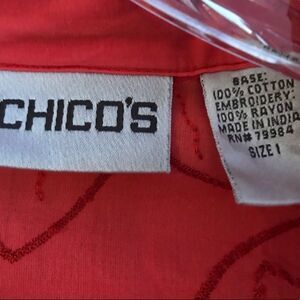 CHICO'S
BASE:
100% COTTON
EMBROIDERY:
100% RAYON
MADE IN INDIA
RN# 79984
SIZE 1